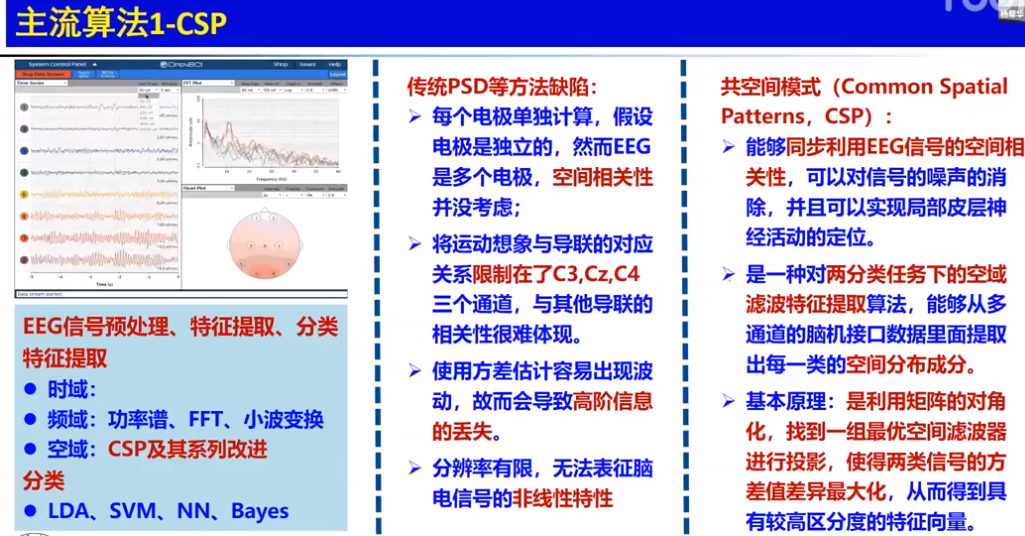 主流算法1-CSP
System Control Panel
OpenBCI
Shop
Issues
Help
Stop Data Stream
Layout
Time Series
FFT Plot
Head Plot
Frequency Plot
Time (s)
Data stream started
EEG信号预处理、特征提取、分类
特征提取
● 时域：
● 频域：功率谱、FFT、小波变换
● 空域：CSP及其系列改进
分类
● LDA、SVM、NN、Bayes
传统PSD等方法缺陷：
➢ 每个电极单独计算，假设
电极是独立的，然而EEG
是多个电极，空间相关性
并没考虑；
➢ 将运动想象与导联的对应
关系限制在了C3,Cz,C4
三个通道，与其他导联的
相关性很难体现。
➢ 使用方差估计容易出现波
动，故而会导致高阶信息
的丢失。
➢ 分辨率有限，无法表征脑
电信号的非线性特性
共空间模式（Common Spatial
Patterns，CSP）：
➢ 能够同步利用EEG信号的空间相
关性，可以对信号的噪声的消
除，并且可以实现局部皮层神
经活动的定位。
➢ 是一种对两分类任务下的空域
滤波特征提取算法，能够从多
通道的脑机接口数据里面提取
出每一类的空间分布成分。
➢ 基本原理：是利用矩阵的对角
化，找到一组最优空间滤波器
进行投影，使得两类信号的方
差值差异最大化，从而得到具
有较高区分度的特征向量。